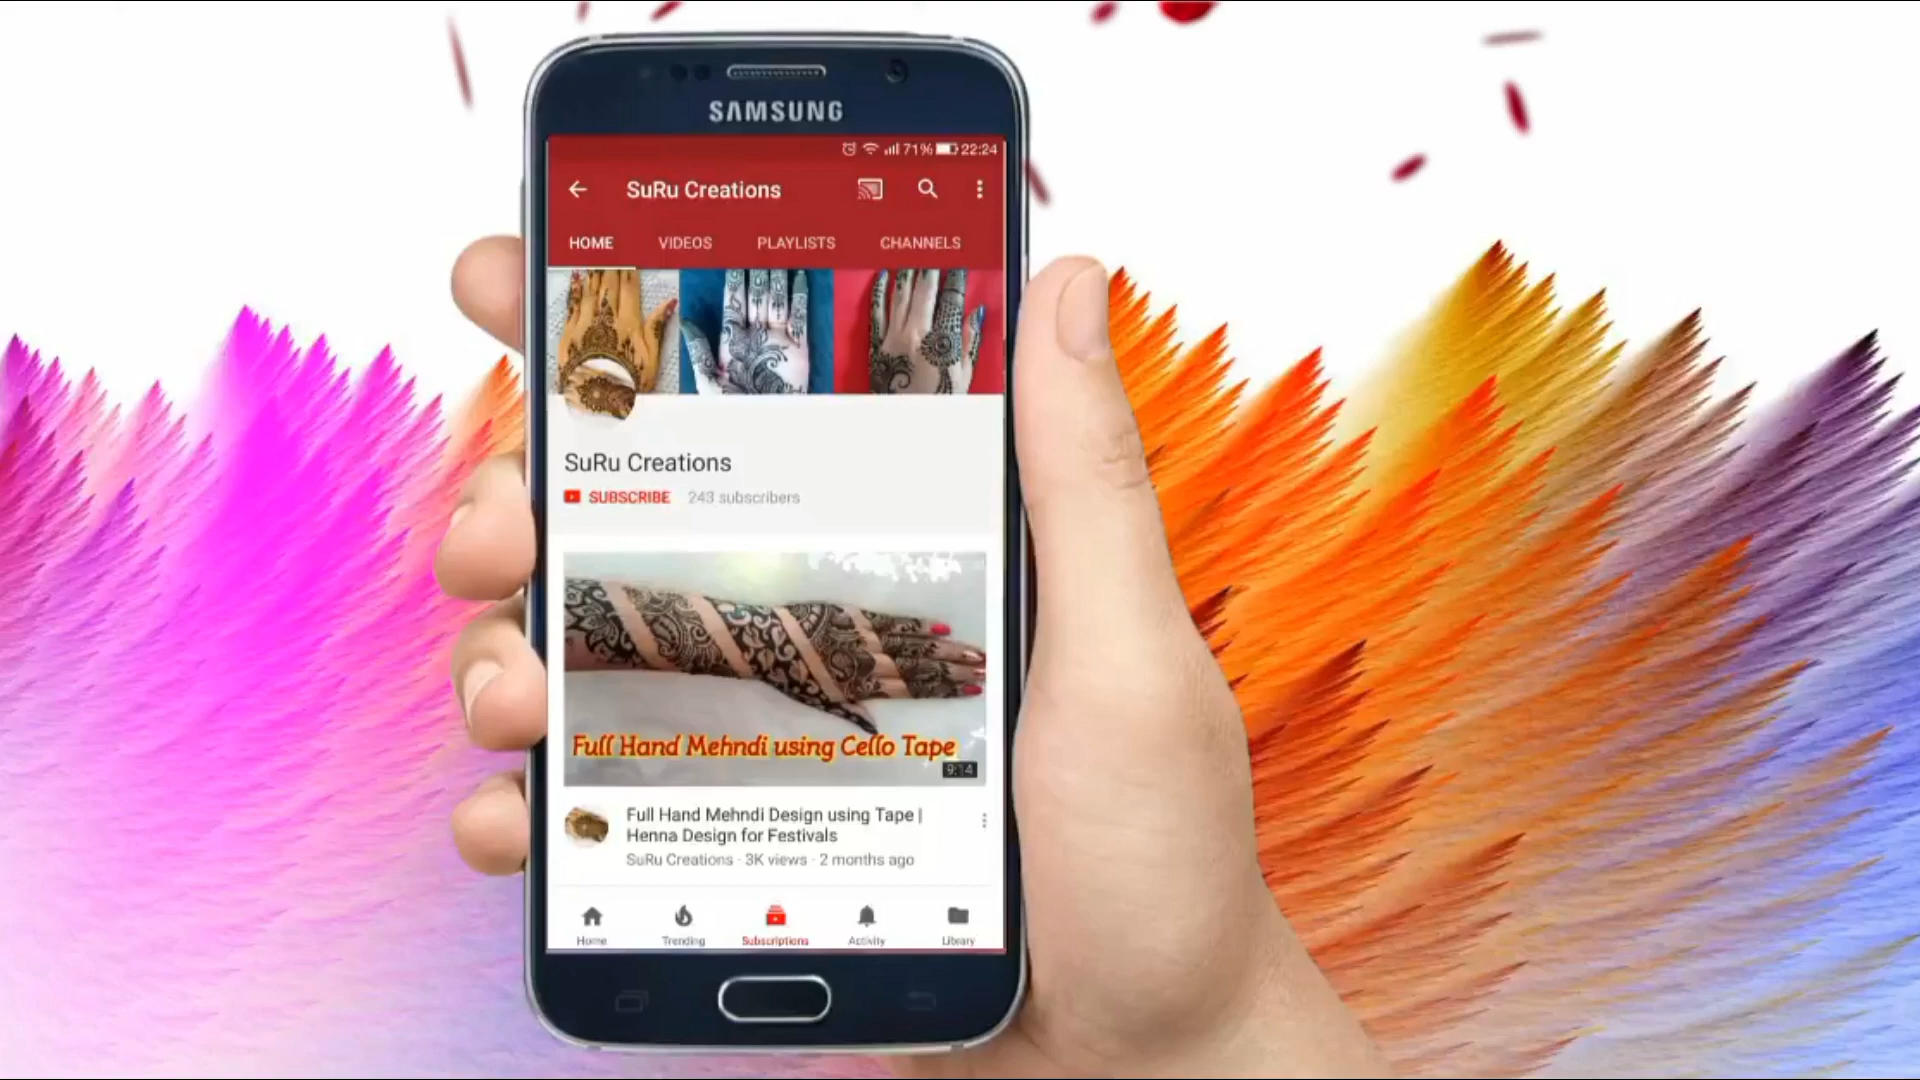 SAMSUNG
71% 22:24
SuRu Creations
HOME VIDEOS PLAYLISTS CHANNELS
SuRu Creations
SUBSCRIBE 243 subscribers
Full Hand Mehndi using Cello Tape
9:14
Full Hand Mehndi Design using Tape |
Henna Design for Festivals
SuRu Creations · 3K views · 2 months ago
Home Trending Subscriptions Activity Library